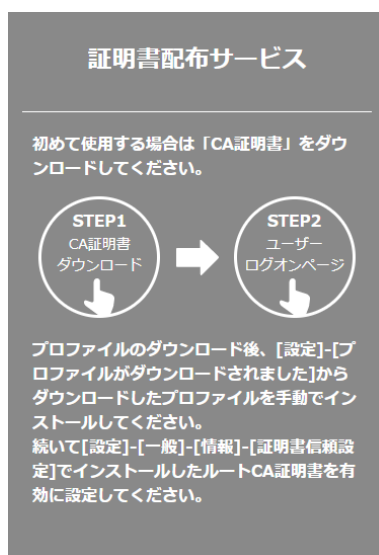 証明書配布サービス
初めて使用する場合は「CA証明書」をダウ
ンロードしてください。
STEP1
CA証明書
ダウンロード
STEP2
ユーザー
ログオンページ
プロファイルのダウンロード後、[設定]-[プ
ロファイルがダウンロードされました]から
ダウンロードしたプロファイルを手動でイン
ストールしてください。
続いて[設定]-[一般]-[情報]-[証明書信頼設
定]でインストールしたルートCA証明書を有
効に設定してください。